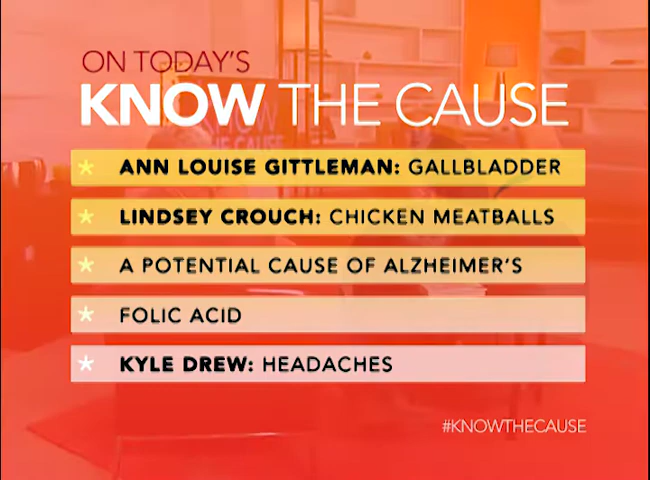 ON TODAY'S
KNOW THE CAUSE
ANN LOUISE GITTLEMAN: GALLBLADDER
LINDSEY CROUCH: CHICKEN MEATBALLS
A POTENTIAL CAUSE OF ALZHEIMER'S
FOLIC ACID
KYLE DREW: HEADACHES
#KNOWTHECAUSE